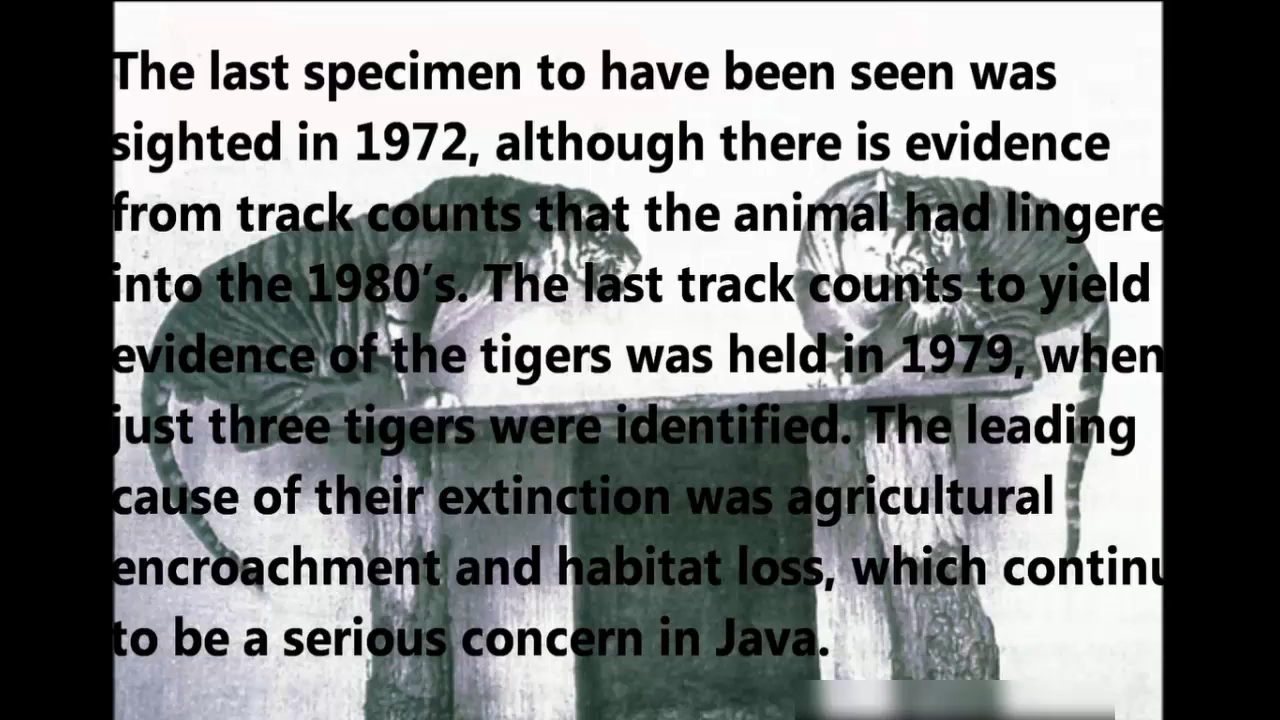 The last specimen to have been seen was
sighted in 1972, although there is evidence
from track counts that the animal had lingere
into the 1980’s. The last track counts to yield
evidence of the tigers was held in 1979, when
just three tigers were identified. The leading
cause of their extinction was agricultural
encroachment and habitat loss, which continu
to be a serious concern in Java.